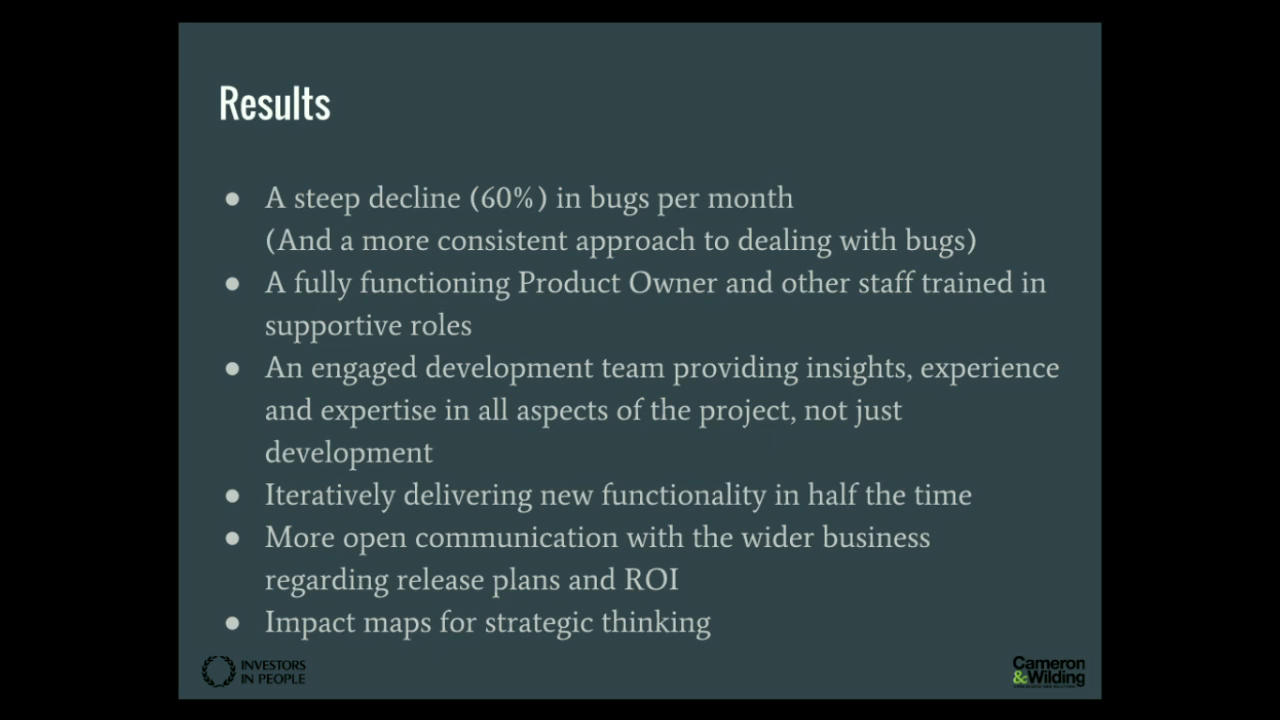 Results
● A steep decline (60%) in bugs per month
(And a more consistent approach to dealing with bugs)
● A fully functioning Product Owner and other staff trained in
supportive roles
● An engaged development team providing insights, experience
and expertise in all aspects of the project, not just
development
● Iteratively delivering new functionality in half the time
● More open communication with the wider business
regarding release plans and ROI
● Impact maps for strategic thinking
INVESTORS
IN PEOPLE
Cameron
&Wilding